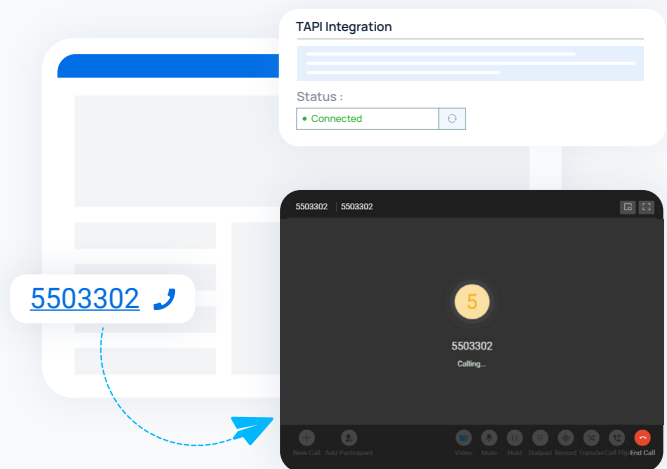 TAPI Integration
Status :
Connected
5503302 5503302
5503302
5
5503302
Calling...
New Call Add Participant Video Mute Hold Dialpad Record Transfer Call Flip End Call